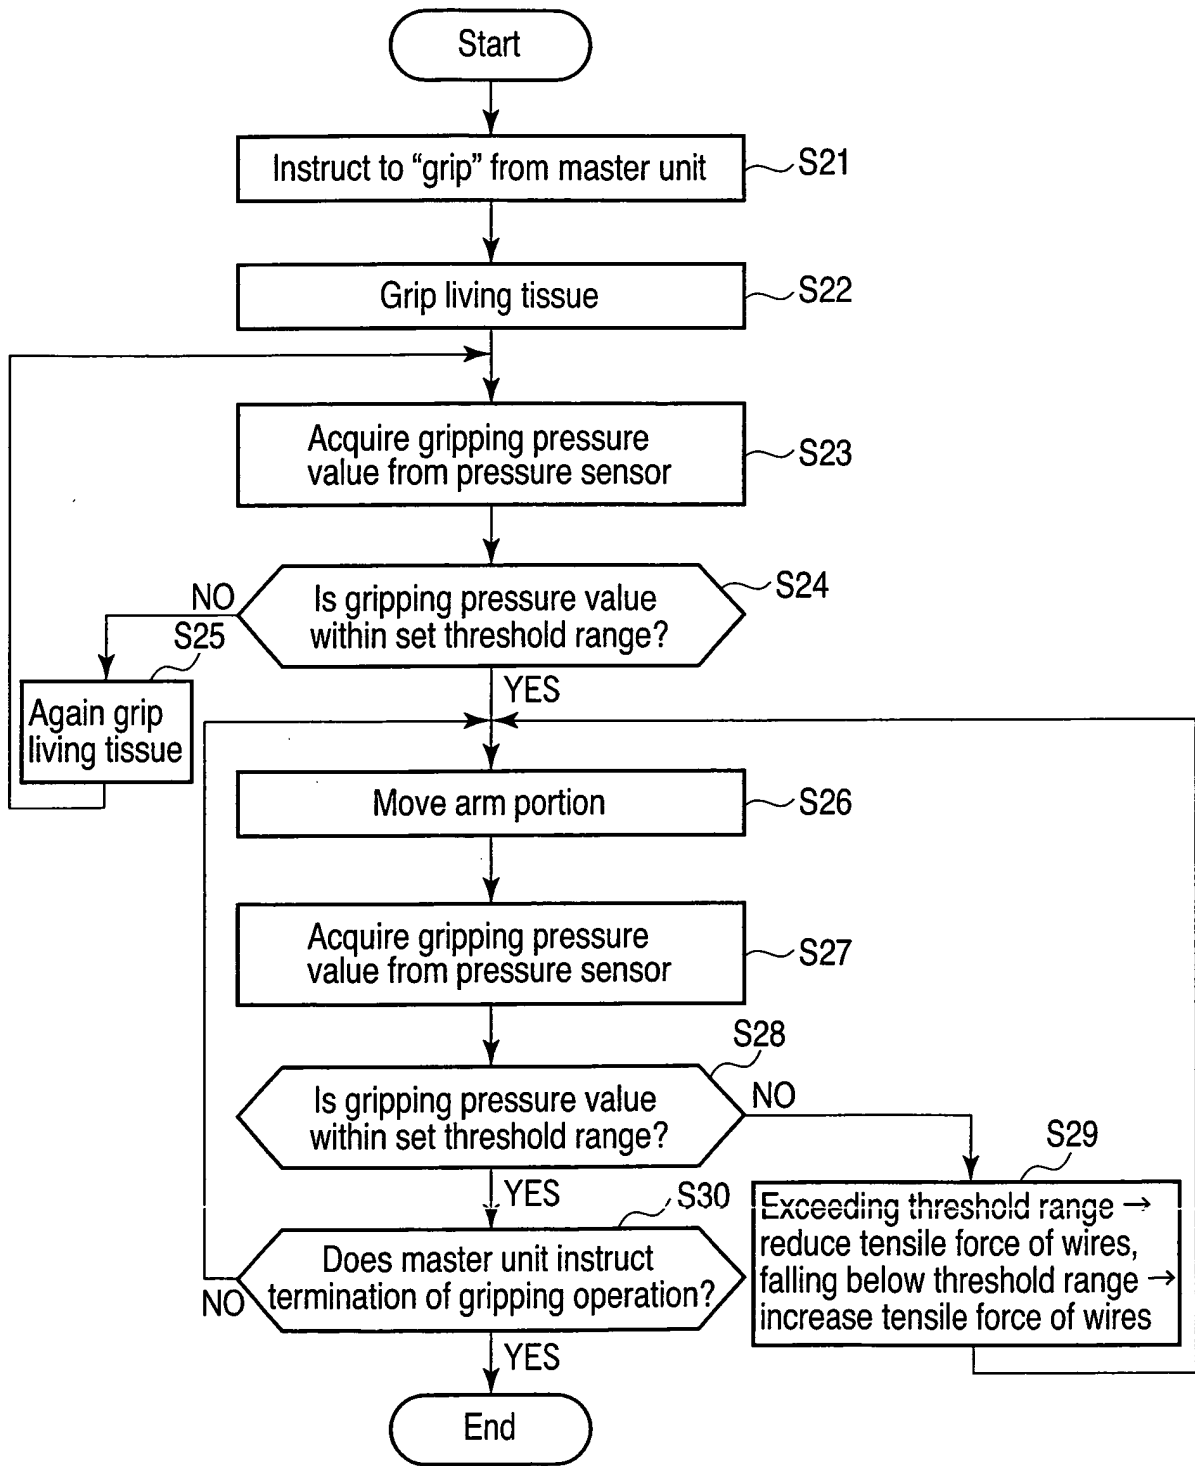 Start
Instruct to “grip” from master unit
S21
Grip living tissue
S22
Acquire gripping pressure
value from pressure sensor
S23
Is gripping pressure value
within set threshold range?
S24
NO
S25
Again grip
living tissue
YES
Move arm portion
S26
Acquire gripping pressure
value from pressure sensor
S27
Is gripping pressure value
within set threshold range?
S28
NO
S29
Exceeding threshold range →
reduce tensile force of wires,
falling below threshold range →
increase tensile force of wires
YES
S30
Does master unit instruct
termination of gripping operation?
NO
YES
End